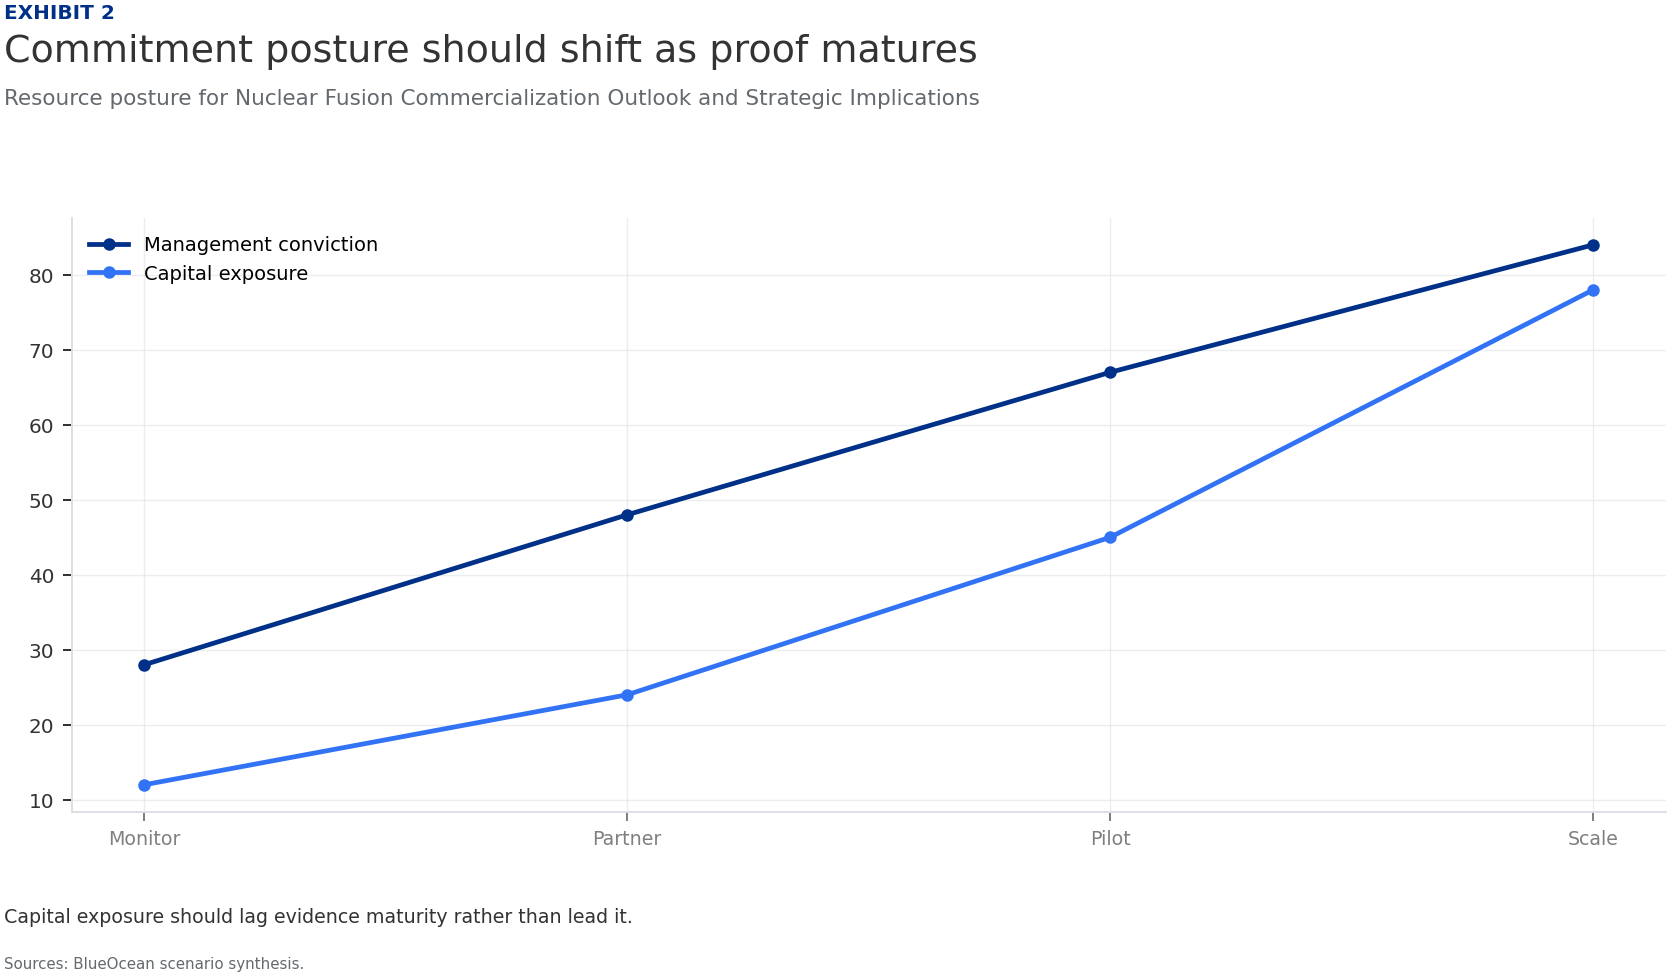 EXHIBIT 2
Commitment posture should shift as proof matures
Resource posture for Nuclear Fusion Commercialization Outlook and Strategic Implications
Management conviction
Capital exposure
80
70
60
50
40
30
20
10
Monitor
Partner
Pilot
Scale
Capital exposure should lag evidence maturity rather than lead it.
Sources: BlueOcean scenario synthesis.